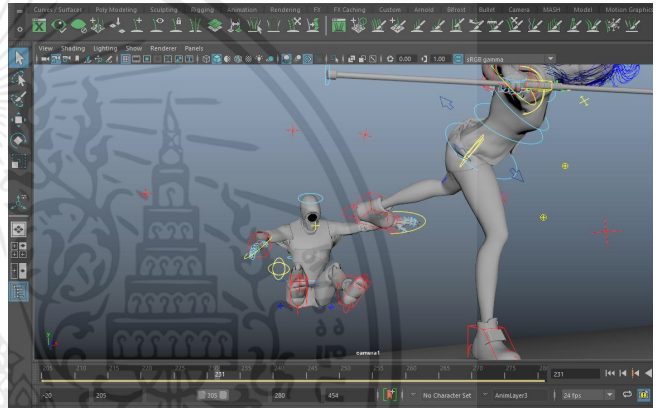 Curves / Surfaces Poly Modeling Sculpting Rigging Animation Rendering FX FX Caching Custom Arnold Bifrost Bullet Camera MASH Model Motion Graphics
View Shading Lighting Show Renderer Panels
0.00 1.00 sRGB gamma
camera1
205 210 215 220 225 230 235 240 245 250 255 260 265 270 275 280
231 231
-20 205 305 280 454 No Character Set AnimLayer3 24 fps